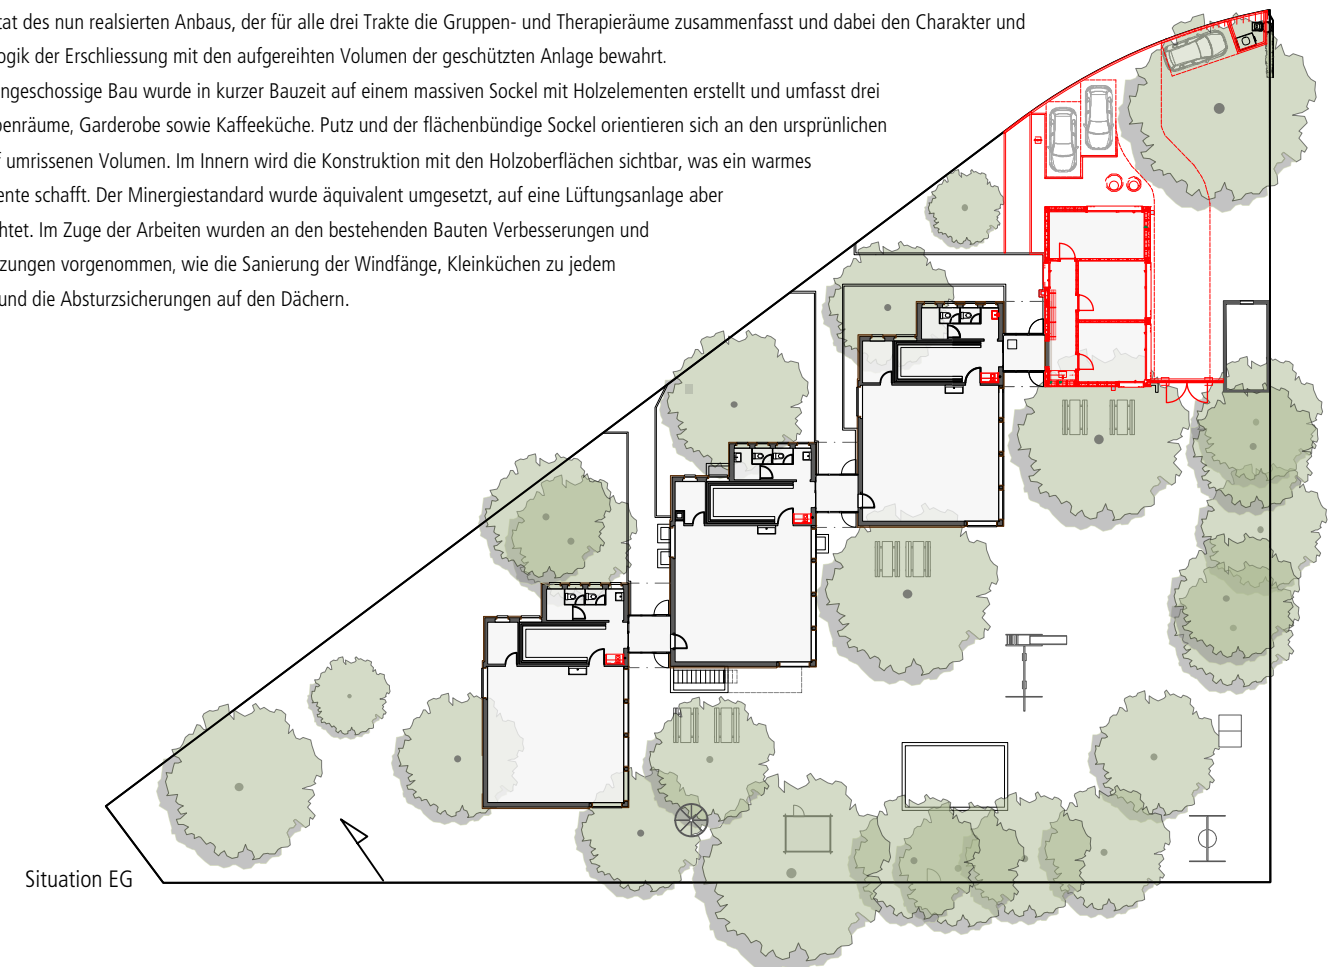 tat des nun realsierten Anbaus, der für alle drei Trakte die Gruppen- und Therapieräume zusammenfasst und dabei den Charakter und
ogik der Erschliessung mit den aufgereihten Volumen der geschützten Anlage bewahrt.
ngeschossige Bau wurde in kurzer Bauzeit auf einem massiven Sockel mit Holzelementen erstellt und umfasst drei
penräume, Garderobe sowie Kaffeeküche. Putz und der flächenbündige Sockel orientieren sich an den ursprünlichen
f umrissenen Volumen. Im Innern wird die Konstruktion mit den Holzoberflächen sichtbar, was ein warmes
ente schafft. Der Minergiestandard wurde äquivalent umgesetzt, auf eine Lüftungsanlage aber
htet. Im Zuge der Arbeiten wurden an den bestehenden Bauten Verbesserungen und
zungen vorgenommen, wie die Sanierung der Windfänge, Kleinküchen zu jedem
und die Absturzsicherungen auf den Dächern.
Situation EG